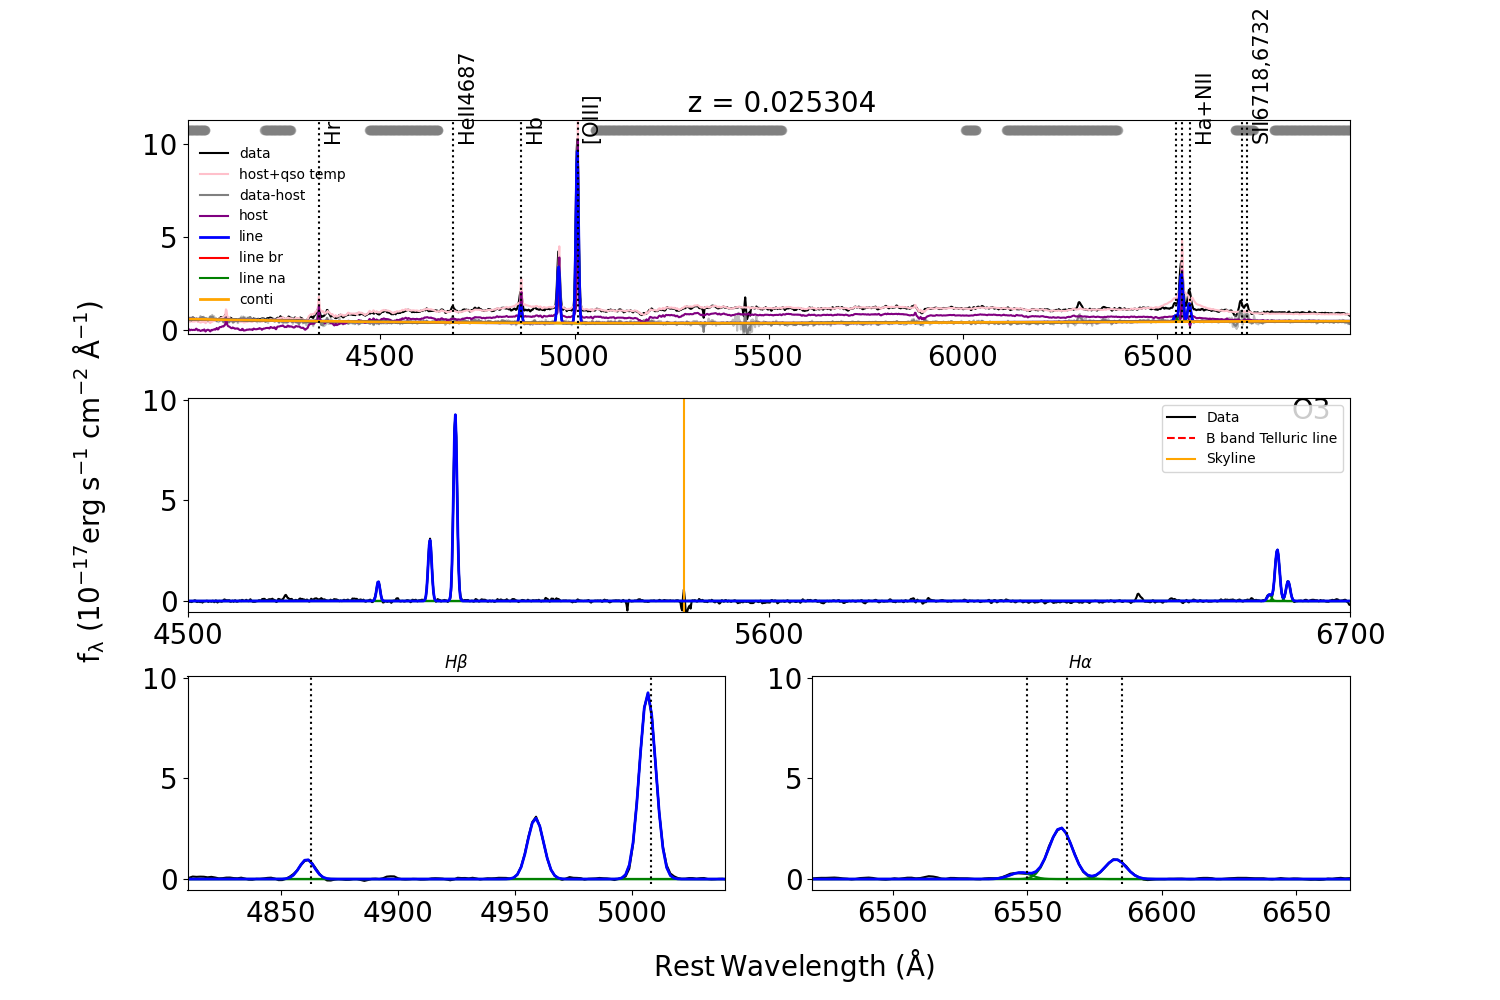 z = 0.025304
Hr
HeII4687
Hb
[OIII]
Ha+NII
SII6718,6732
10
5
0
data
host+qso temp
data-host
host
line
line br
line na
conti
4500 5000 5500 6000 6500
fλ (10⁻¹⁷erg s⁻¹ cm⁻² Å⁻¹)
10
5
0
O3
Data
B band Telluric line
Skyline
4500 5600 6700
Hβ
10
5
0
4850 4900 4950 5000
Hα
10
5
0
6500 6550 6600 6650
Rest Wavelength (Å)